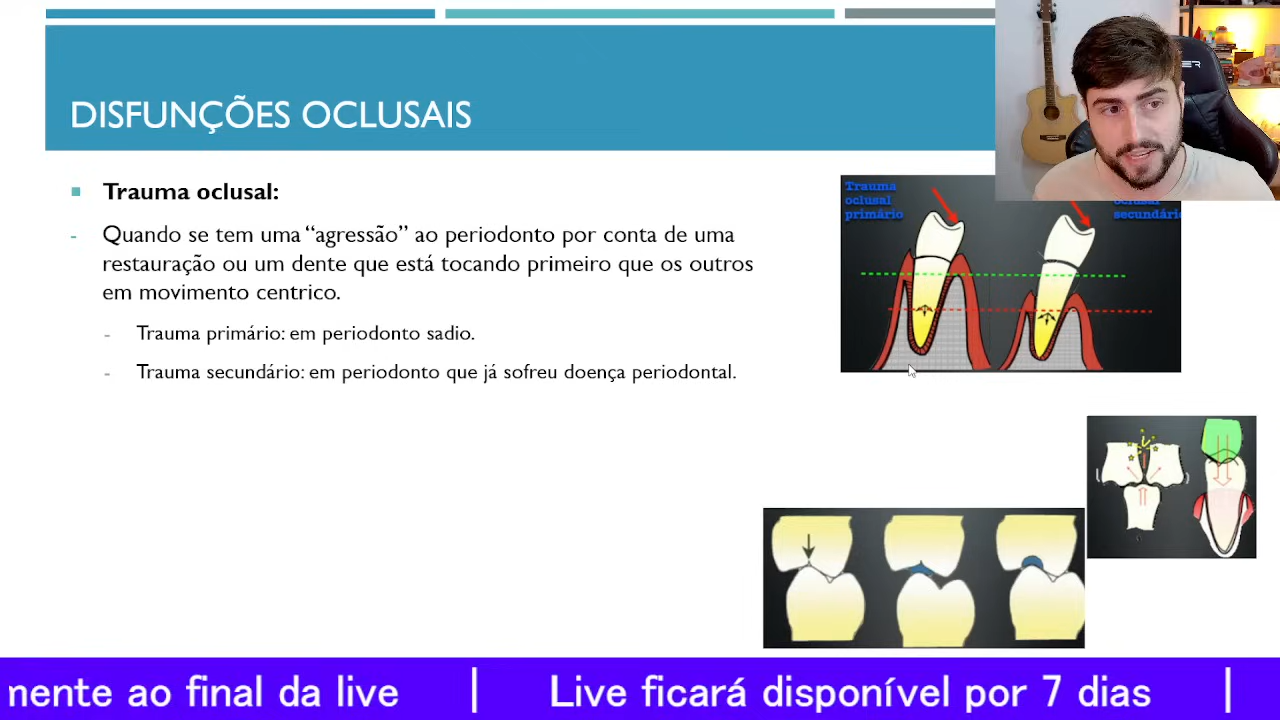 DISFUNÇÕES OCLUSAIS
Trauma oclusal:
- Quando se tem uma “agressão” ao periodonto por conta de uma
restauração ou um dente que está tocando primeiro que os outros
em movimento centrico.
- Trauma primário: em periodonto sadio.
- Trauma secundário: em periodonto que já sofreu doença periodontal.
Trauma
oclusal
primário
oclusal
secundário
nente ao final da live | Live ficará disponível por 7 dias |